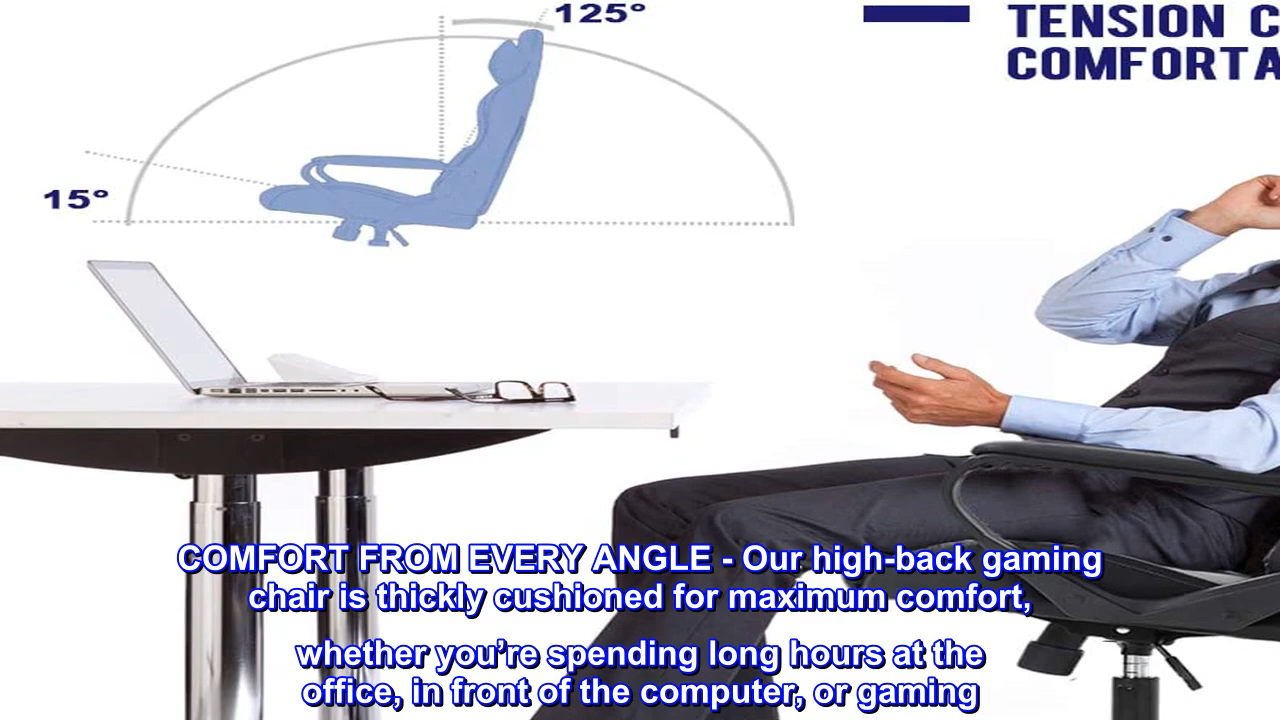 125°
TENSION C
COMFORTA
15°
COMFORT FROM EVERY ANGLE - Our high-back gaming
chair is thickly cushioned for maximum comfort,
whether you’re spending long hours at the
office, in front of the computer, or gaming